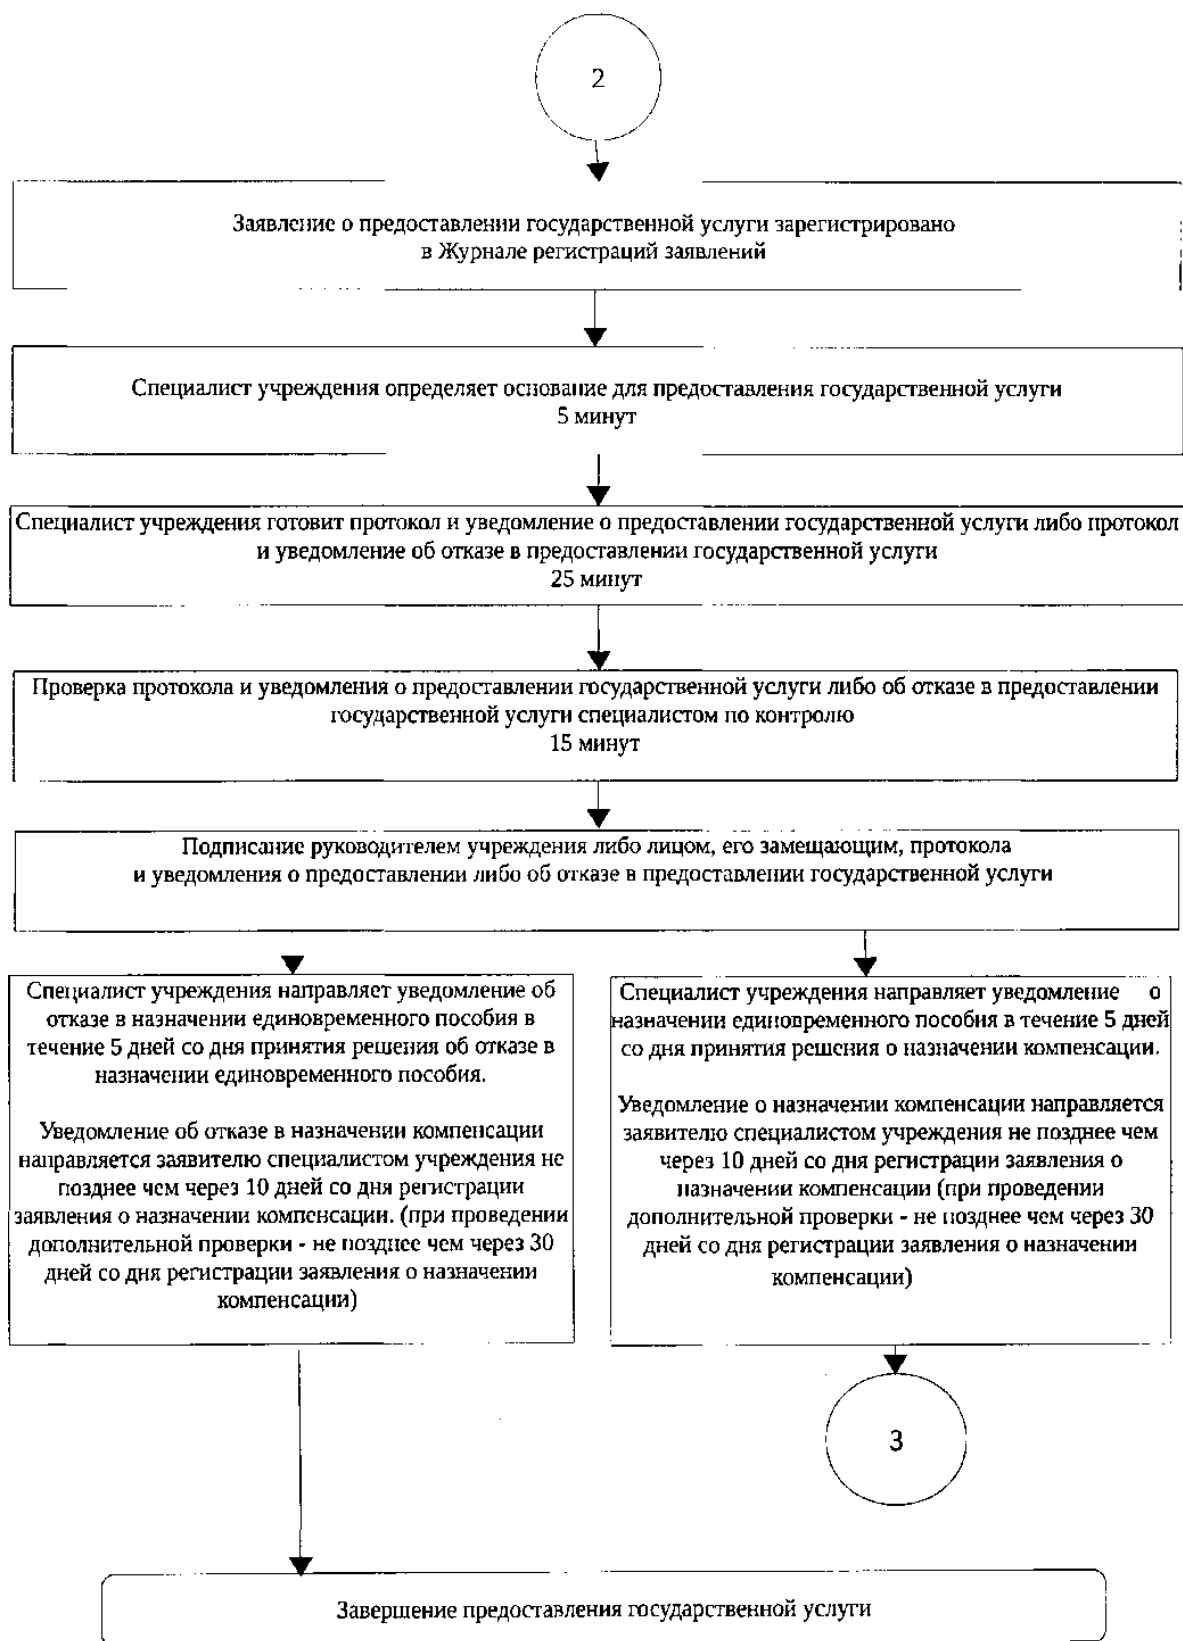 2
Заявление о предоставлении государственной услуги зарегистрировано
в Журнале регистраций заявлений
Специалист учреждения определяет основание для предоставления государственной услуги
5 минут
Специалист учреждения готовит протокол и уведомление о предоставлении государственной услуги либо протокол
и уведомление об отказе в предоставлении государственной услуги
25 минут
Проверка протокола и уведомления о предоставлении государственной услуги либо об отказе в предоставлении
государственной услуги специалистом по контролю
15 минут
Подписание руководителем учреждения либо лицом, его замещающим, протокола
и уведомления о предоставлении либо об отказе в предоставлении государственной услуги
Специалист учреждения направляет уведомление об
отказе в назначении единовременного пособия в
течение 5 дней со дня принятия решения об отказе в
назначении единовременного пособия.
Уведомление об отказе в назначении компенсации
направляется заявителю специалистом учреждения не
позднее чем через 10 дней со дня регистрации
заявления о назначении компенсации. (при проведении
дополнительной проверки - не позднее чем через 30
дней со дня регистрации заявления о назначении
компенсации)
Специалист учреждения направляет уведомление о
назначении единовременного пособия в течение 5 дней
со дня принятия решения о назначении компенсации.
Уведомление о назначении компенсации направляется
заявителю специалистом учреждения не позднее чем
через 10 дней со дня регистрации заявления о
назначении компенсации (при проведении
дополнительной проверки - не позднее чем через 30
дней со дня регистрации заявления о назначении
компенсации)
3
Завершение предоставления государственной услуги